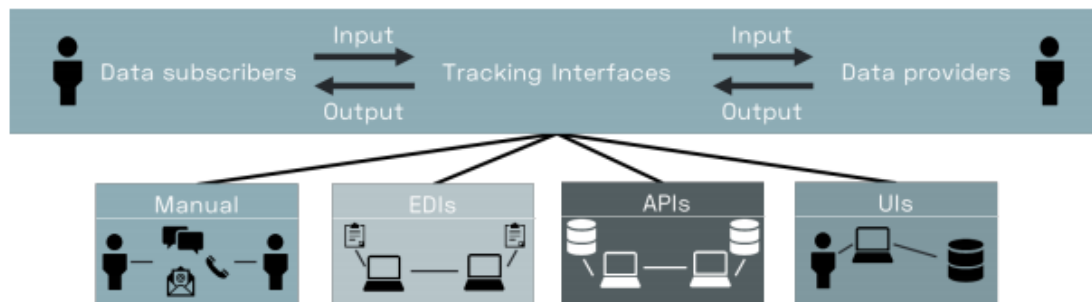 Input
Input
Data subscribers
Tracking Interfaces
Data providers
Output
Output
Manual
EDIs
APIs
UIs